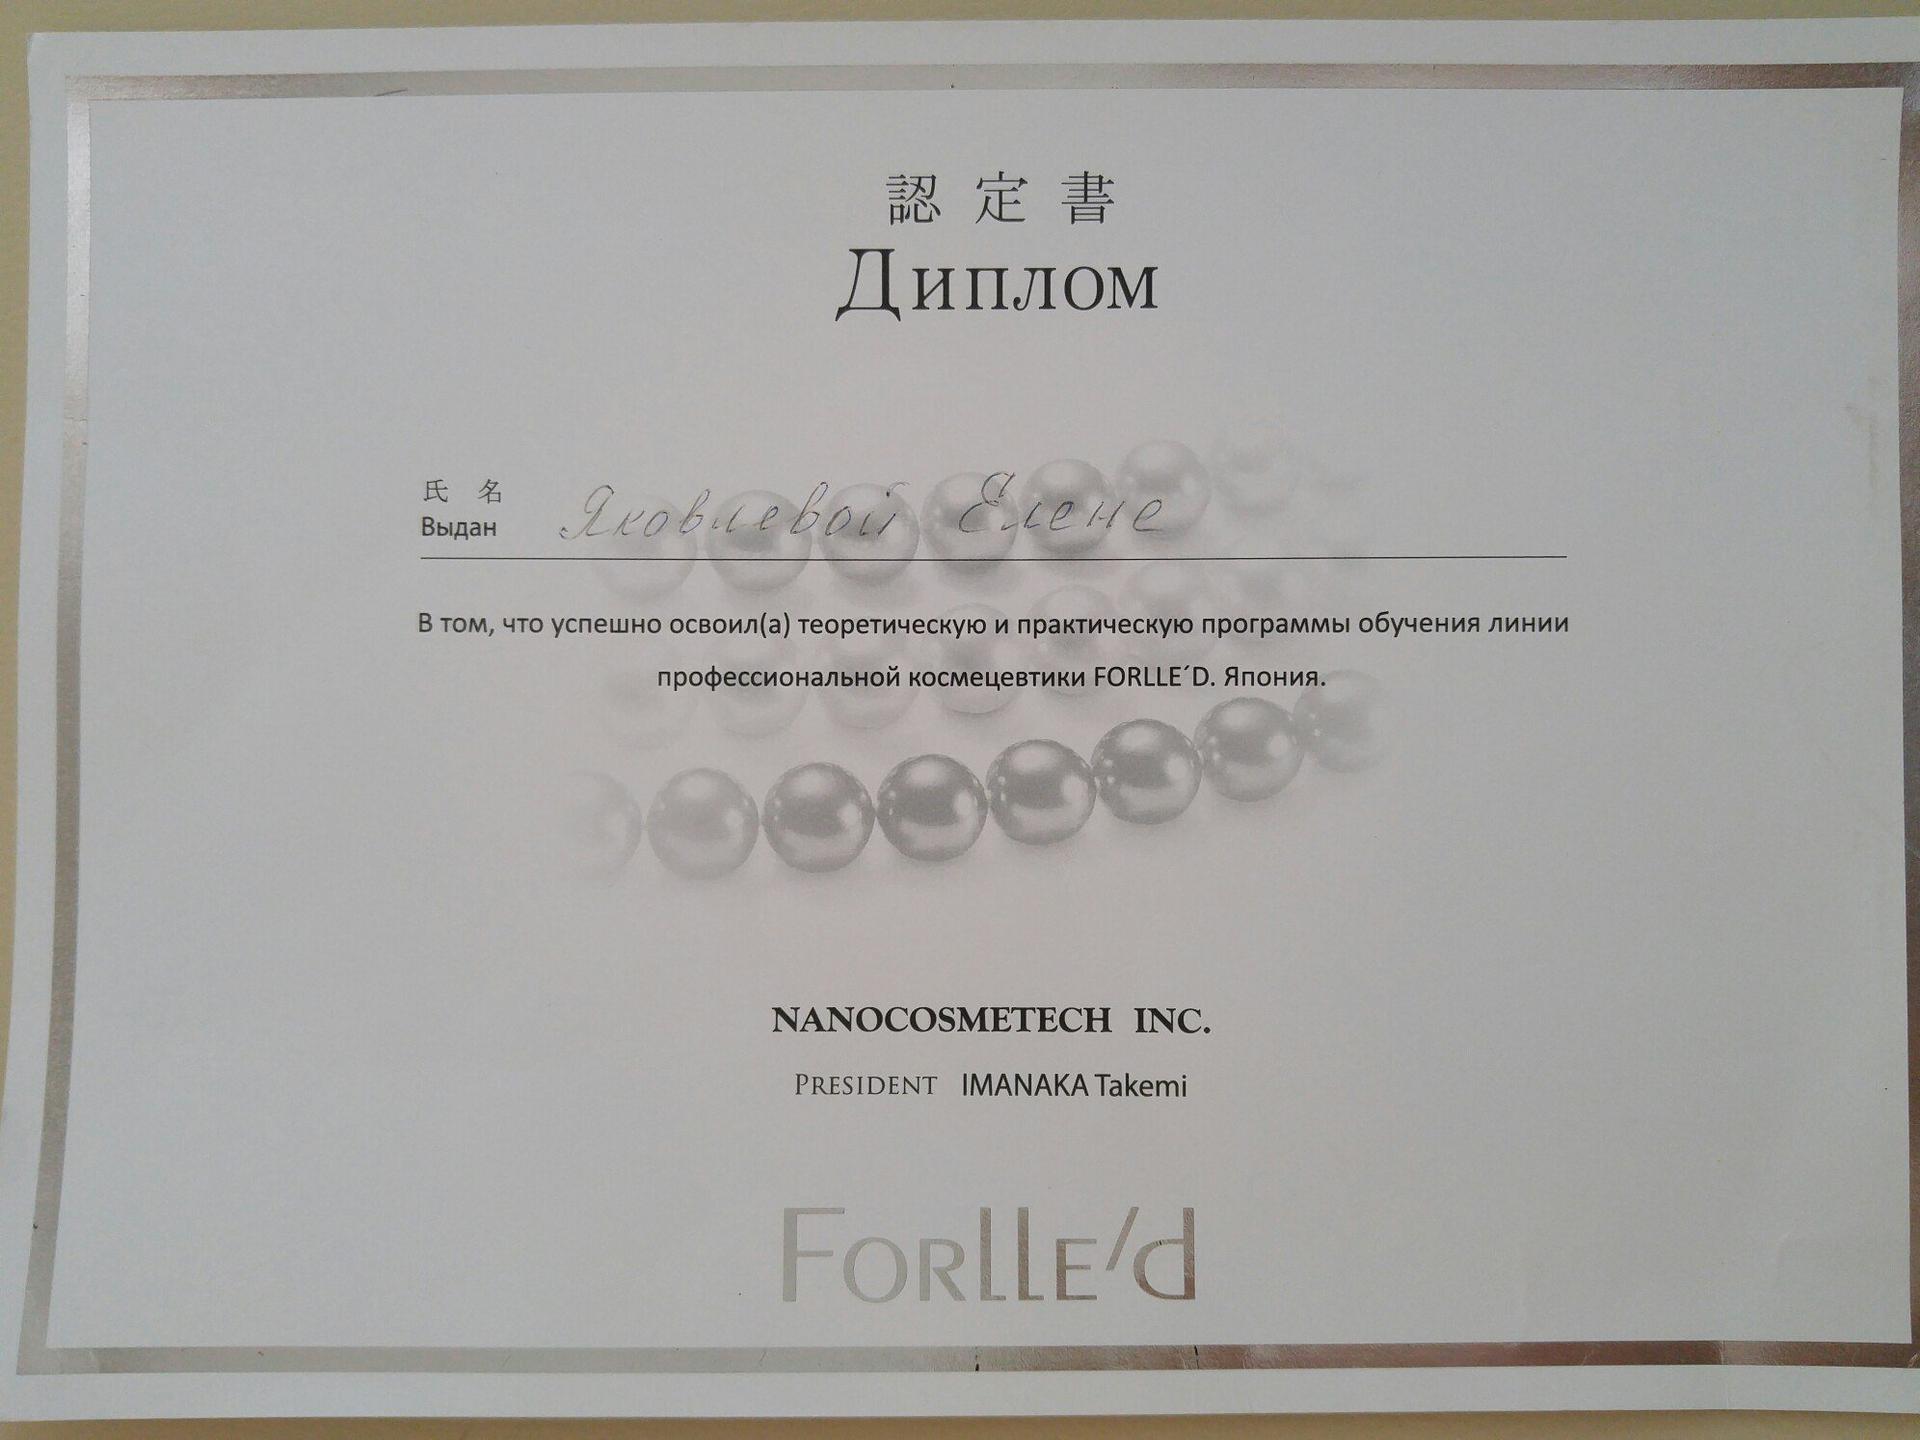 認定書
Диплом
氏名
Выдан Яковлевой Елене
В том, что успешно освоил(а) теоретическую и практическую программы обучения линии
профессиональной космецевтики FORLLE´D. Япония.
NANOCOSMETECH INC.
PRESIDENT IMANAKA Takemi
FORLLE'd